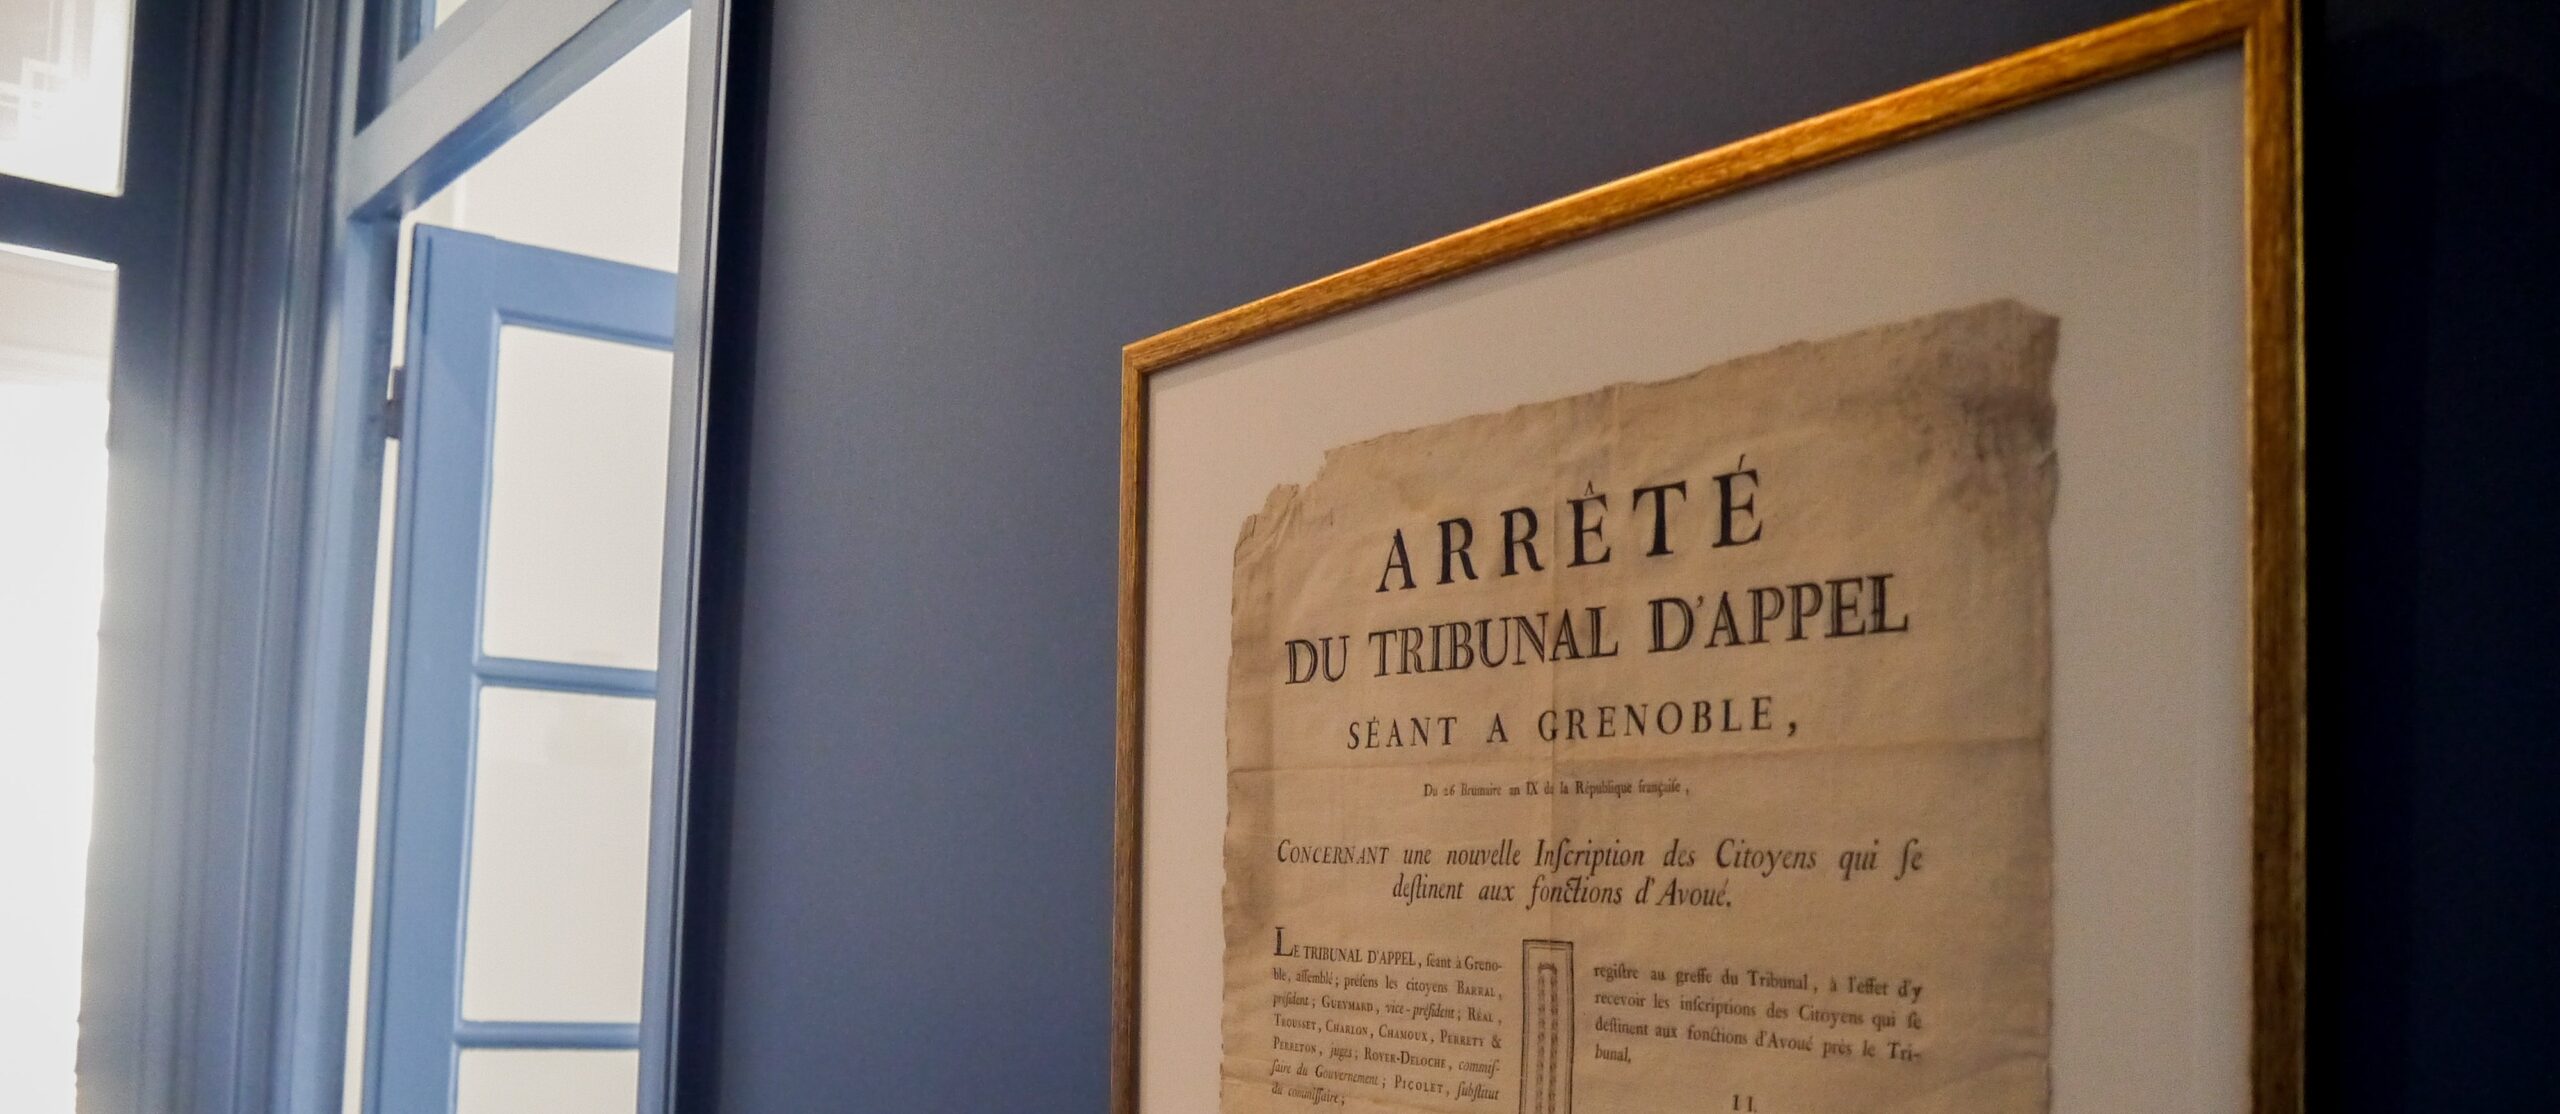 ARRÊTÉ
DU TRIBUNAL D'APPEL
SÉANT A GRENOBLE,
Du 26 Brumaire an IX de la République françaiſe,
CONCERNANT une nouvelle Inſcription des Citoyens qui ſe
deſtinent aux fonctions d'Avoué.
LE TRIBUNAL D'APPEL, ſéant à Greno-
ble, aſſemblé; préſens les citoyens BARRAL,
préſident; GUEYMARD, vice-préſident; RÉAL,
TROUSSET, CHARLON, CHAMOUX, PERRETY &
PERRETON, juges; ROYER-DELOCHE, commiſ-
ſaire du Gouvernement; PICOLET, ſubſtitut
du commiſſaire;
regiſtre au greffe du Tribunal, à l'effet d'y
recevoir les inſcriptions des Citoyens qui ſe
deſtinent aux fonctions d'Avoué près le Tri-
bunal,
II.